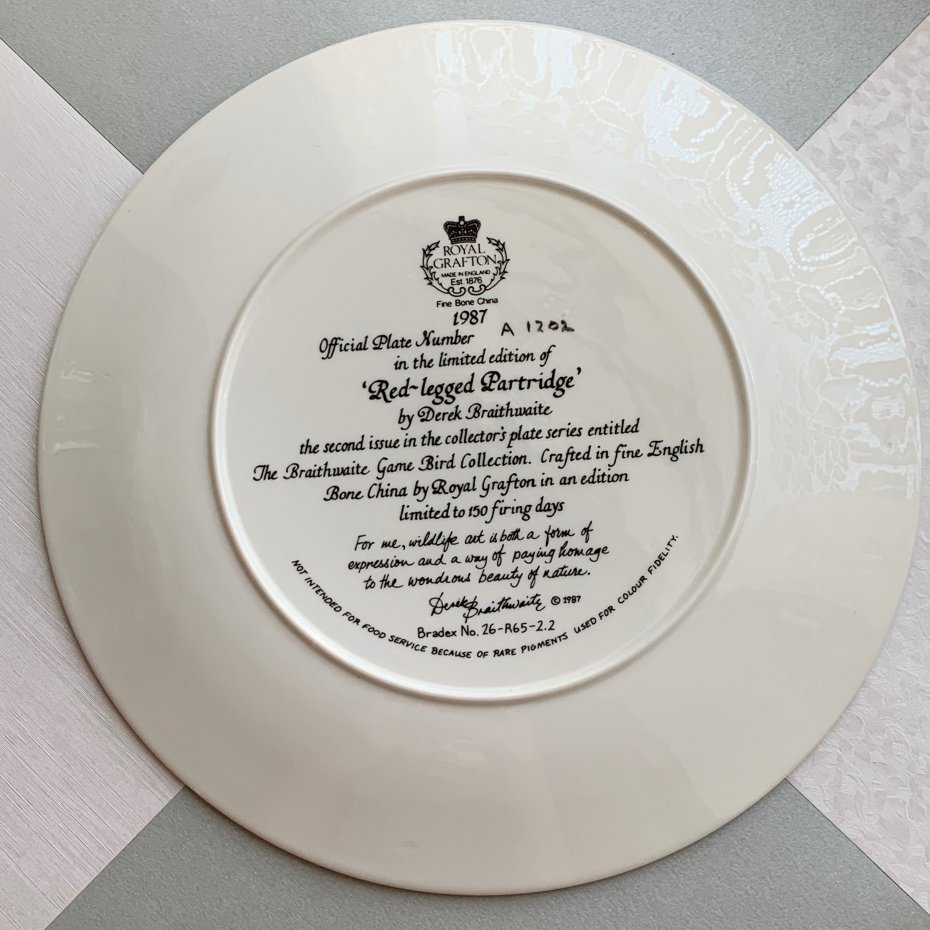 ROYAL
GRAFTON
MADE IN ENGLAND
Est. 1876
Fine Bone China
1987
Official Plate Number A 1202
in the limited edition of
'Red-legged Partridge'
by Derek Braithwaite
the second issue in the collector's plate series entitled
The Braithwaite Game Bird Collection. Crafted in fine English
Bone China by Royal Grafton in an edition
limited to 150 firing days
For me, wildlife art is both a form of
expression and a way of paying homage
to the wondrous beauty of nature.
Derek Braithwaite © 1987
Bradex No. 26-R65-2.2
NOT INTENDED FOR FOOD SERVICE BECAUSE OF RARE PIGMENTS USED FOR COLOUR FIDELITY.